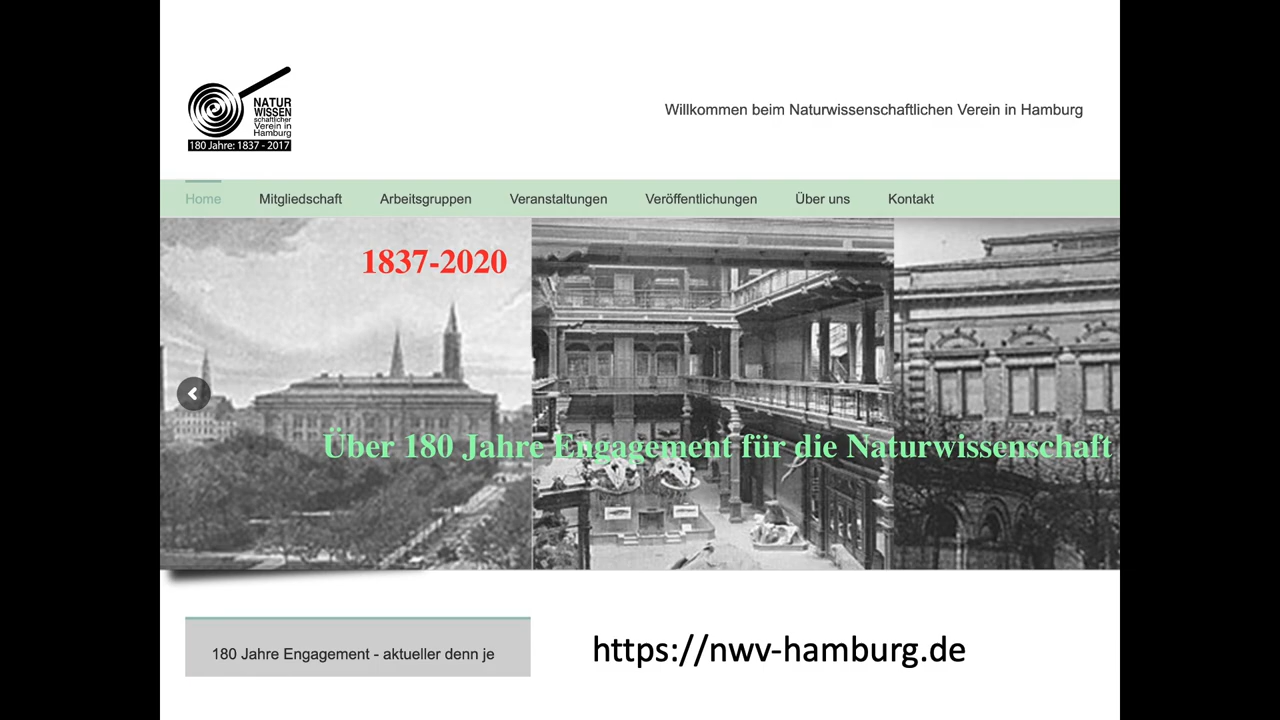 NATUR
WISSEN
schaftlicher
Verein in
Hamburg
180 Jahre: 1837 - 2017
Willkommen beim Naturwissenschaftlichen Verein in Hamburg
Home Mitgliedschaft Arbeitsgruppen Veranstaltungen Veröffentlichungen Über uns Kontakt
1837-2020
Über 180 Jahre Engagement für die Naturwissenschaft
180 Jahre Engagement - aktueller denn je
https://nwv-hamburg.de